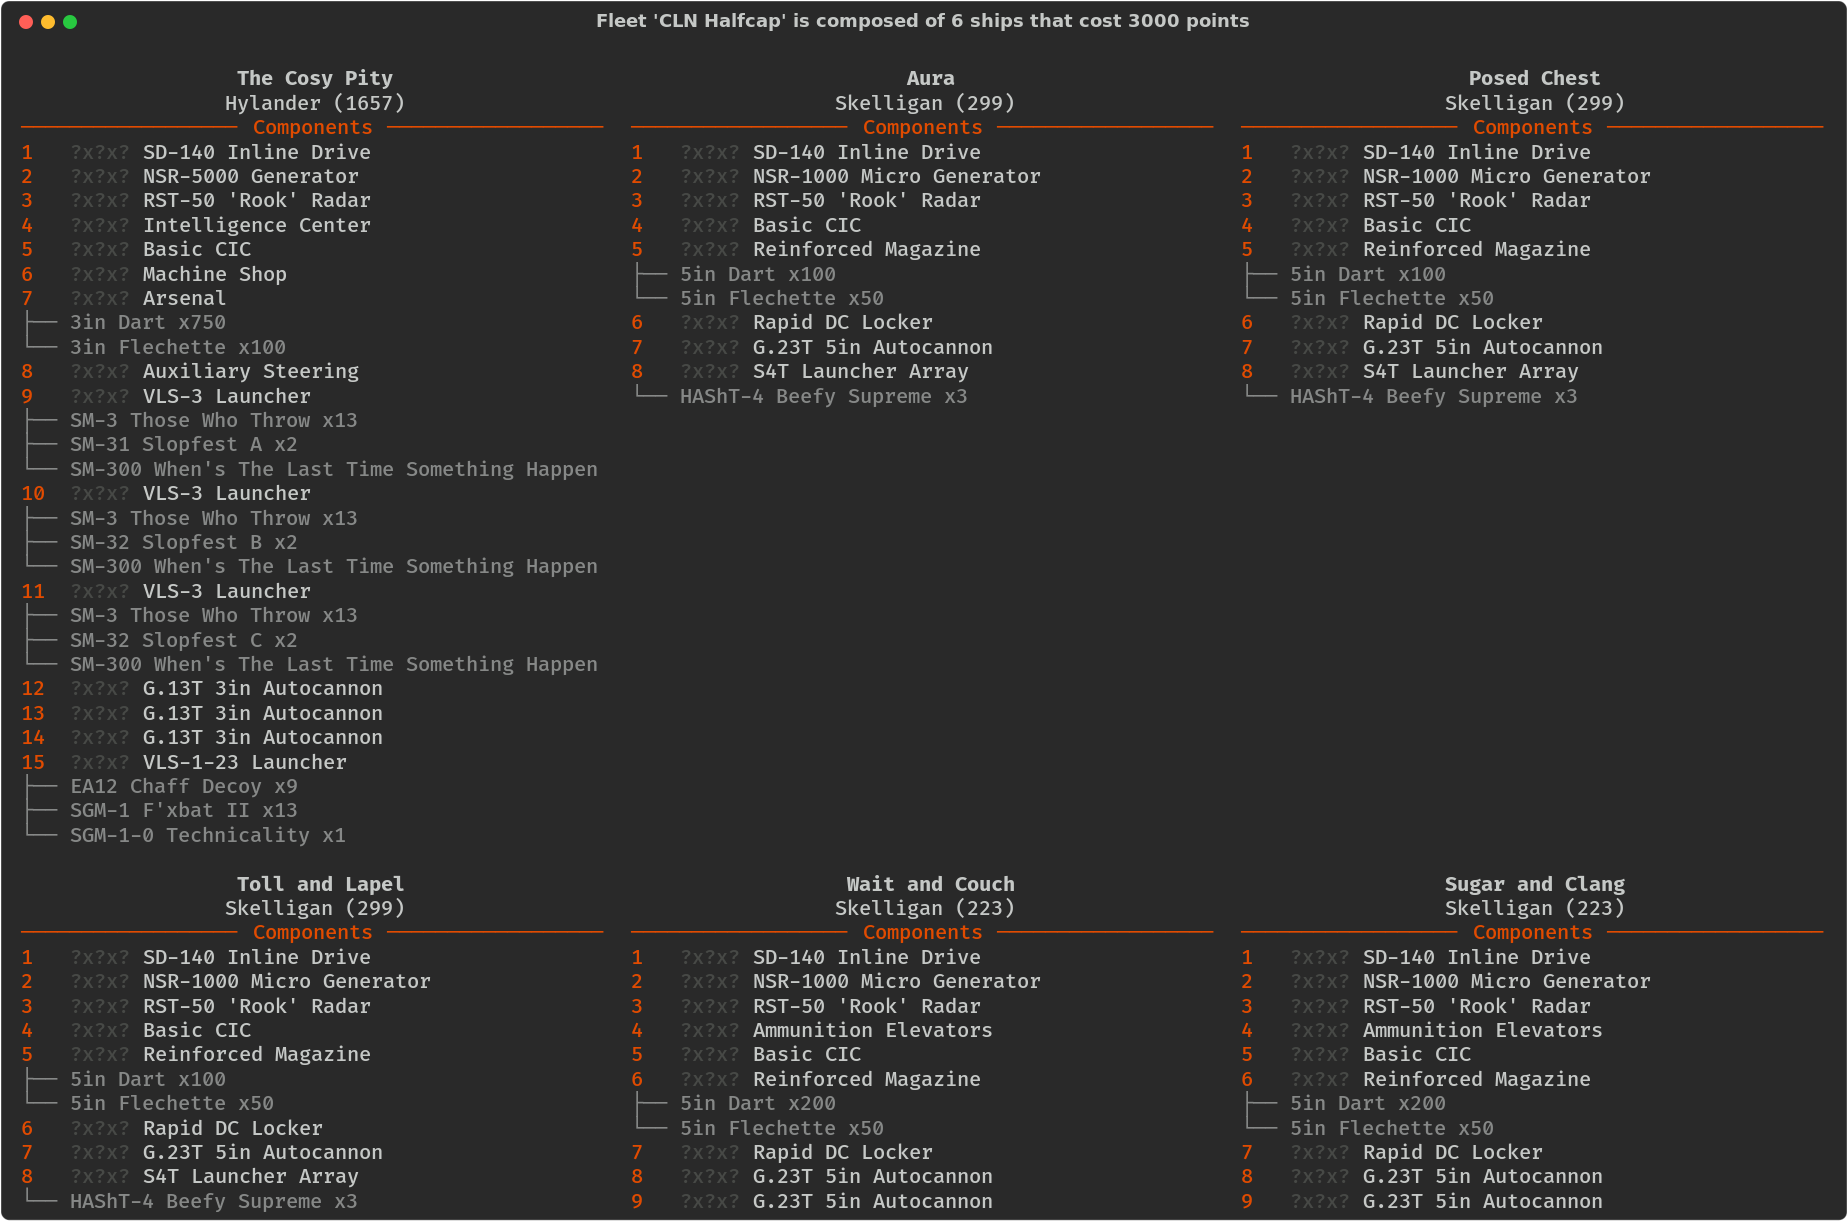 Fleet 'CLN Halfcap' is composed of 6 ships that cost 3000 points
The Cosy Pity
Hylander (1657)
Components
1 ?x?x? SD-140 Inline Drive
2 ?x?x? NSR-5000 Generator
3 ?x?x? RST-50 'Rook' Radar
4 ?x?x? Intelligence Center
5 ?x?x? Basic CIC
6 ?x?x? Machine Shop
7 ?x?x? Arsenal
├── 3in Dart x750
└── 3in Flechette x100
8 ?x?x? Auxiliary Steering
9 ?x?x? VLS-3 Launcher
├── SM-3 Those Who Throw x13
├── SM-31 Slopfest A x2
└── SM-300 When's The Last Time Something Happen
10 ?x?x? VLS-3 Launcher
├── SM-3 Those Who Throw x13
├── SM-32 Slopfest B x2
└── SM-300 When's The Last Time Something Happen
11 ?x?x? VLS-3 Launcher
├── SM-3 Those Who Throw x13
├── SM-32 Slopfest C x2
└── SM-300 When's The Last Time Something Happen
12 ?x?x? G.13T 3in Autocannon
13 ?x?x? G.13T 3in Autocannon
14 ?x?x? G.13T 3in Autocannon
15 ?x?x? VLS-1-23 Launcher
├── EA12 Chaff Decoy x9
├── SGM-1 F'xbat II x13
└── SGM-1-0 Technicality x1
Aura
Skelligan (299)
Components
1 ?x?x? SD-140 Inline Drive
2 ?x?x? NSR-1000 Micro Generator
3 ?x?x? RST-50 'Rook' Radar
4 ?x?x? Basic CIC
5 ?x?x? Reinforced Magazine
├── 5in Dart x100
└── 5in Flechette x50
6 ?x?x? Rapid DC Locker
7 ?x?x? G.23T 5in Autocannon
8 ?x?x? S4T Launcher Array
└── HAShT-4 Beefy Supreme x3
Posed Chest
Skelligan (299)
Components
1 ?x?x? SD-140 Inline Drive
2 ?x?x? NSR-1000 Micro Generator
3 ?x?x? RST-50 'Rook' Radar
4 ?x?x? Basic CIC
5 ?x?x? Reinforced Magazine
├── 5in Dart x100
└── 5in Flechette x50
6 ?x?x? Rapid DC Locker
7 ?x?x? G.23T 5in Autocannon
8 ?x?x? S4T Launcher Array
└── HAShT-4 Beefy Supreme x3
Toll and Lapel
Skelligan (299)
Components
1 ?x?x? SD-140 Inline Drive
2 ?x?x? NSR-1000 Micro Generator
3 ?x?x? RST-50 'Rook' Radar
4 ?x?x? Basic CIC
5 ?x?x? Reinforced Magazine
├── 5in Dart x100
└── 5in Flechette x50
6 ?x?x? Rapid DC Locker
7 ?x?x? G.23T 5in Autocannon
8 ?x?x? S4T Launcher Array
└── HAShT-4 Beefy Supreme x3
Wait and Couch
Skelligan (223)
Components
1 ?x?x? SD-140 Inline Drive
2 ?x?x? NSR-1000 Micro Generator
3 ?x?x? RST-50 'Rook' Radar
4 ?x?x? Ammunition Elevators
5 ?x?x? Basic CIC
6 ?x?x? Reinforced Magazine
├── 5in Dart x200
└── 5in Flechette x50
7 ?x?x? Rapid DC Locker
8 ?x?x? G.23T 5in Autocannon
9 ?x?x? G.23T 5in Autocannon
Sugar and Clang
Skelligan (223)
Components
1 ?x?x? SD-140 Inline Drive
2 ?x?x? NSR-1000 Micro Generator
3 ?x?x? RST-50 'Rook' Radar
4 ?x?x? Ammunition Elevators
5 ?x?x? Basic CIC
6 ?x?x? Reinforced Magazine
├── 5in Dart x200
└── 5in Flechette x50
7 ?x?x? Rapid DC Locker
8 ?x?x? G.23T 5in Autocannon
9 ?x?x? G.23T 5in Autocannon